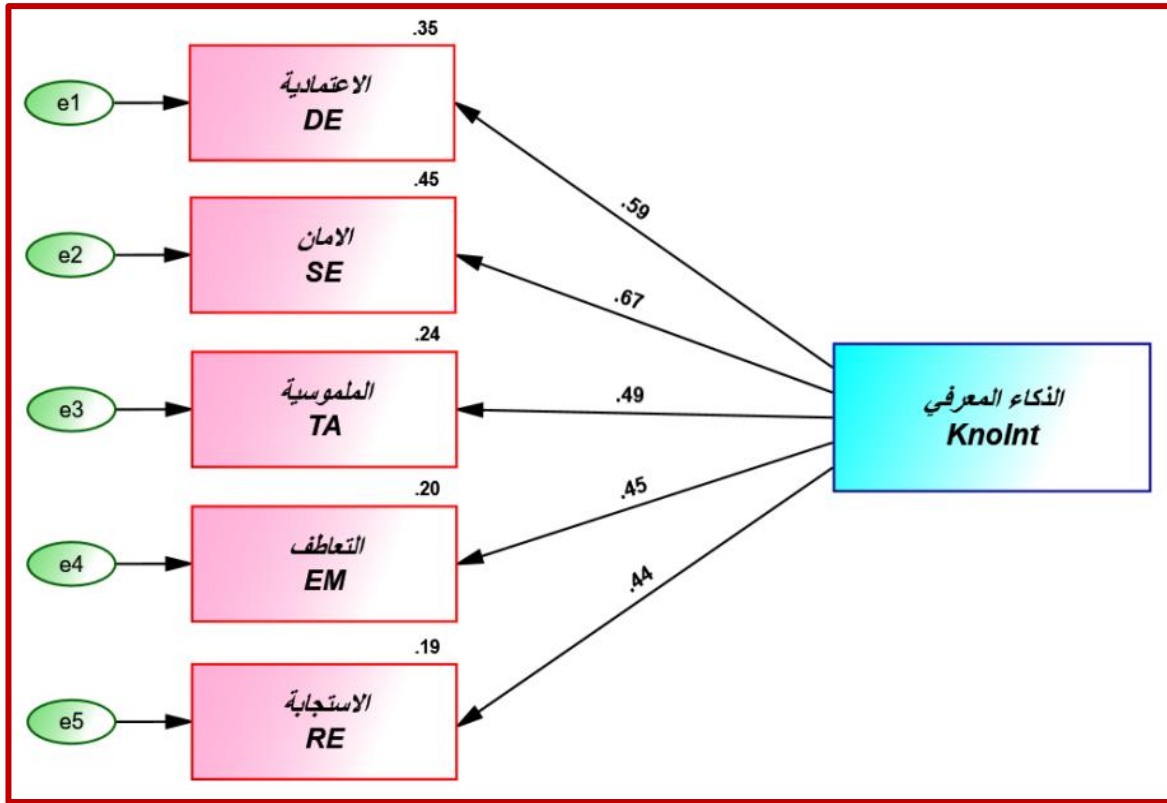 .35
e1
الاعتمادية
DE
.59
.45
e2
الامان
SE
.67
.24
e3
الملموسية
TA
.49
الذكاء المعرفي
KnoInt
.20
e4
التعاطف
EM
.45
.19
e5
الاستجابة
RE
.44